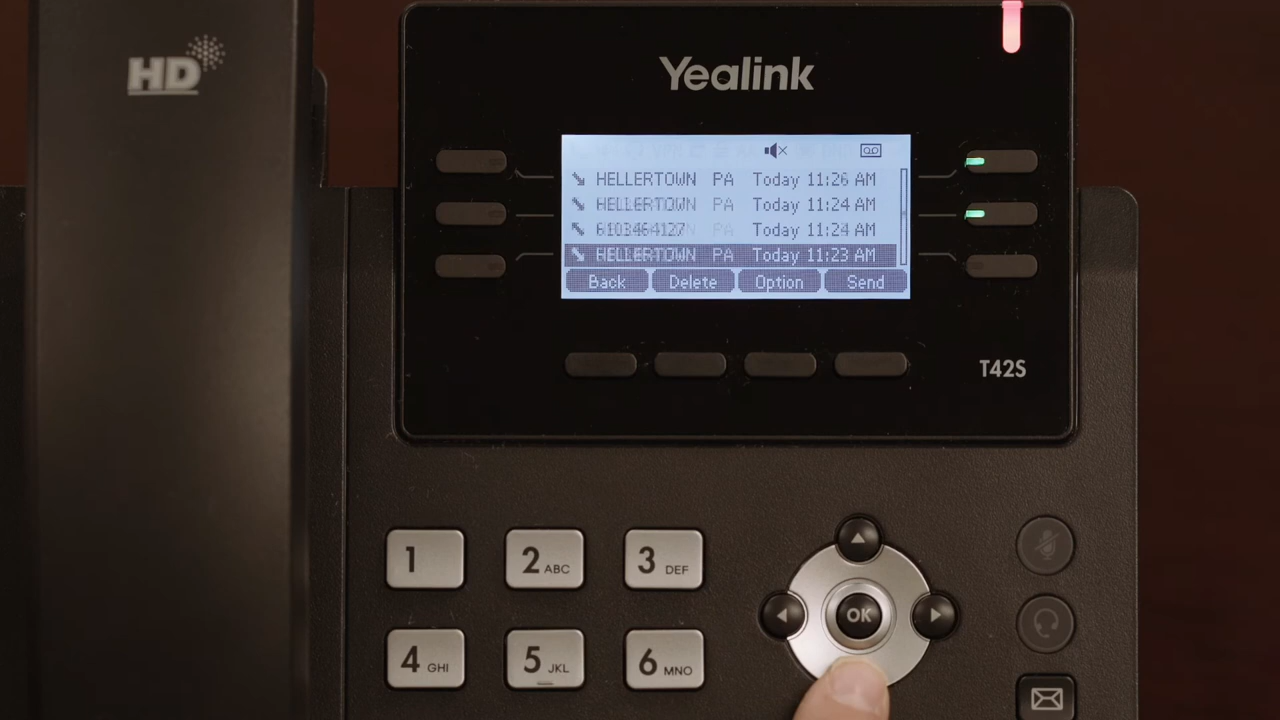 HD
Yealink
HELLERTOWN PA Today 11:26 AM
HELLERTOWN PA Today 11:24 AM
6103464127 Today 11:24 AM
HELLERTOWN PA Today 11:23 AM
Back Delete Option Send
T42S
1 2 ABC 3 DEF
OK
4 GHI 5 JKL 6 MNO